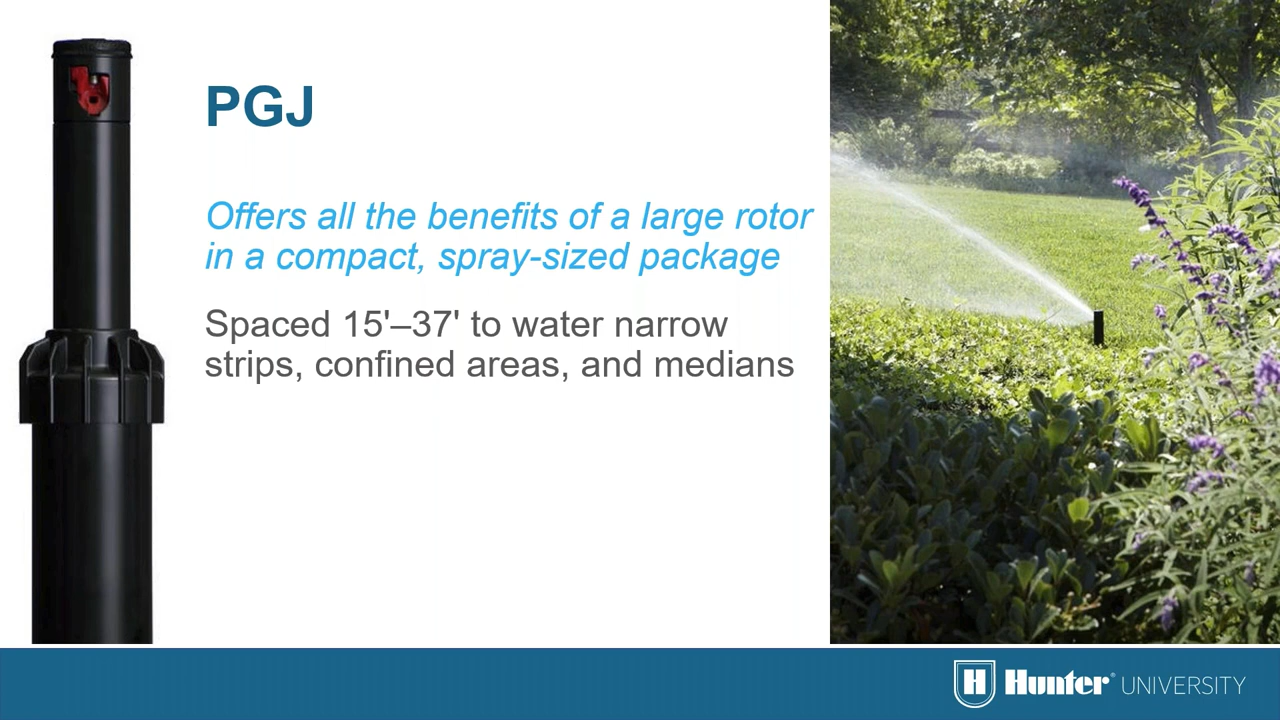 PGJ
Offers all the benefits of a large rotor
in a compact, spray-sized package
Spaced 15'–37' to water narrow
strips, confined areas, and medians
H Hunter® UNIVERSITY